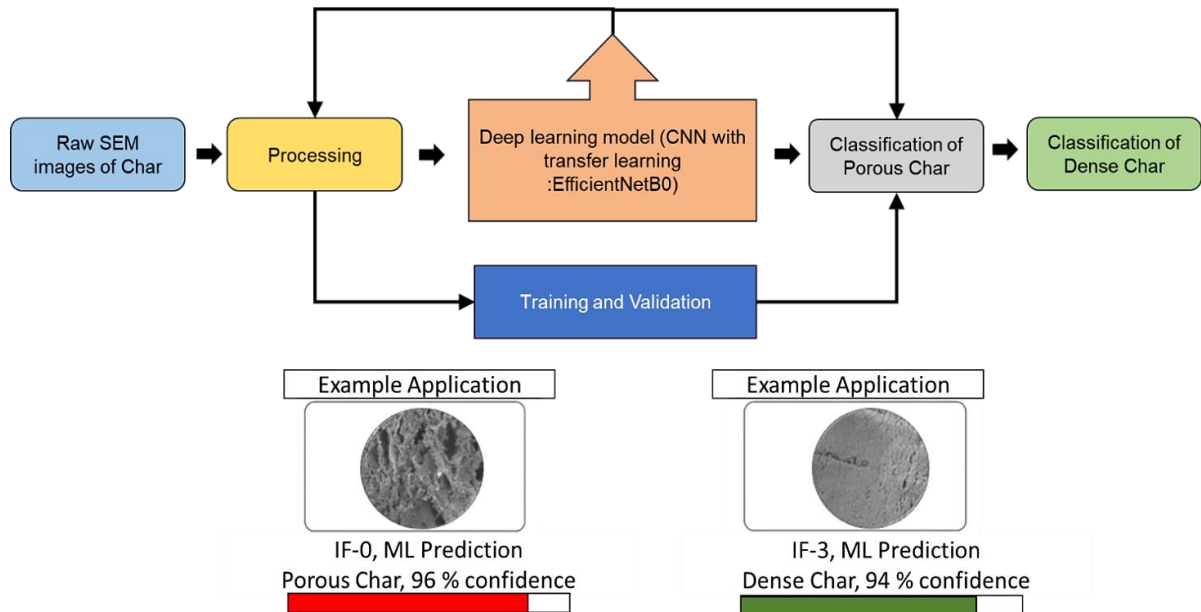 Raw SEM
images of Char
Processing
Deep learning model (CNN with
transfer learning
:EfficientNetB0)
Classification of
Porous Char
Classification of
Dense Char
Training and Validation
Example Application
IF-0, ML Prediction
Porous Char, 96 % confidence
Example Application
IF-3, ML Prediction
Dense Char, 94 % confidence